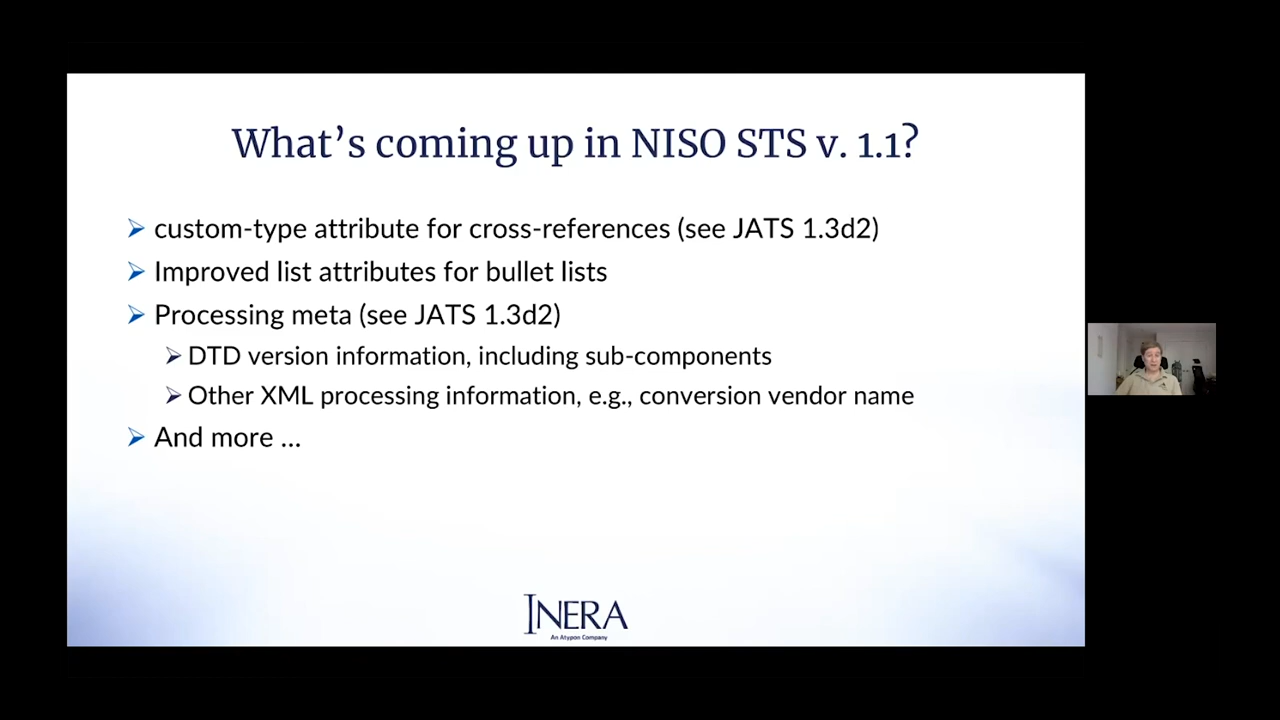 What's coming up in NISO STS v. 1.1?
custom-type attribute for cross-references (see JATS 1.3d2)
Improved list attributes for bullet lists
Processing meta (see JATS 1.3d2)
DTD version information, including sub-components
Other XML processing information, e.g., conversion vendor name
And more ...
INERA
An Atypon Company